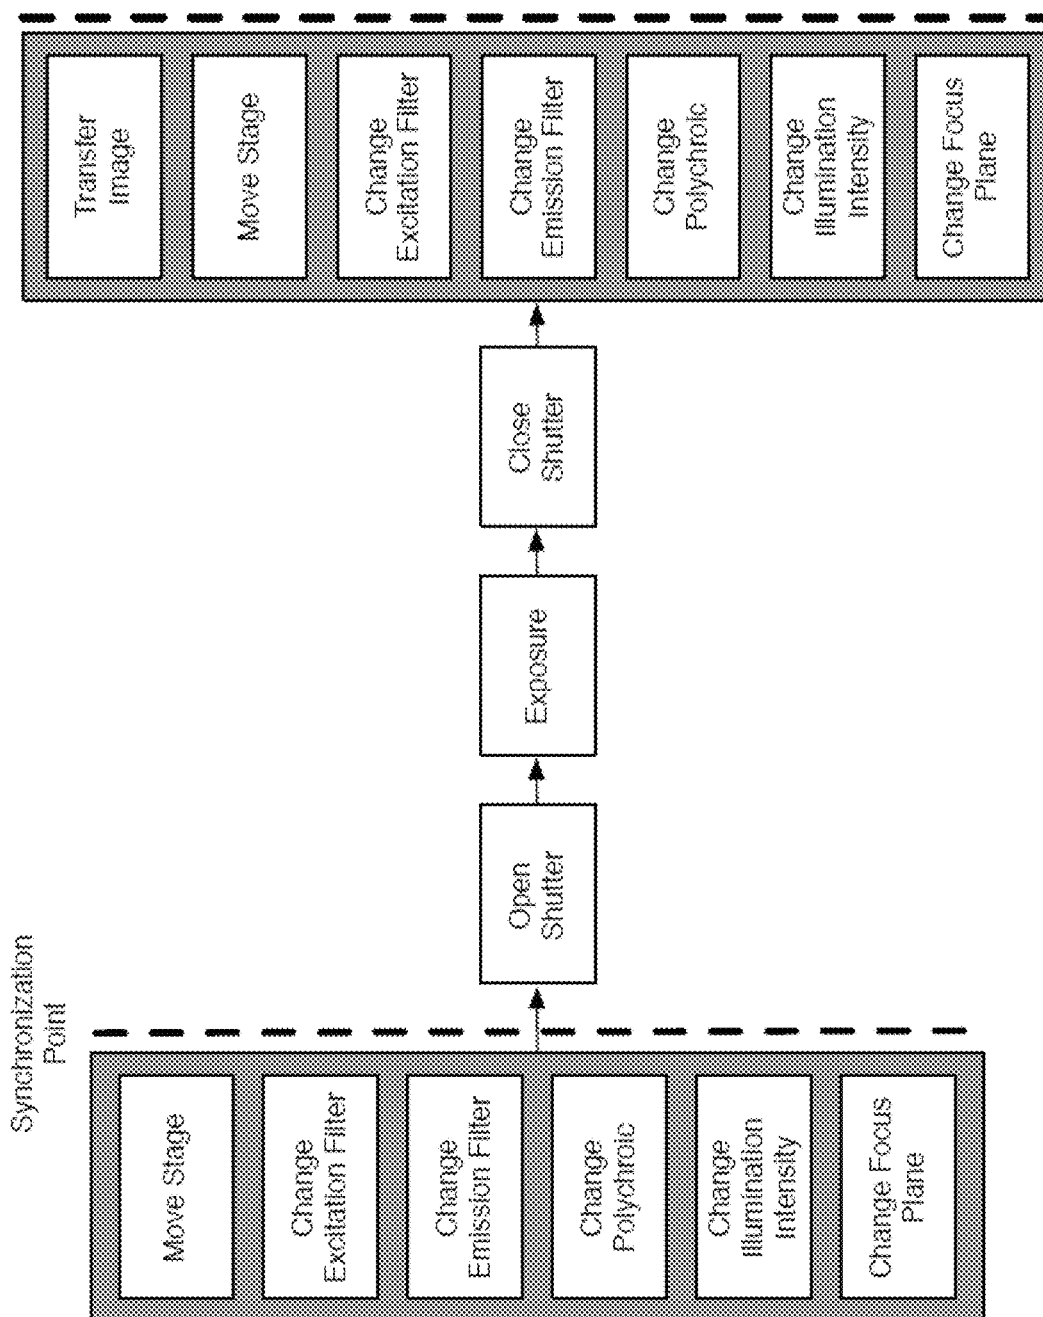 Synchronization
Point
Move Stage
Change
Excitation Filter
Change
Emission Filter
Change
Polychroic
Change
Illumination
Intensity
Change Focus
Plane
Open
Shutter
Exposure
Close
Shutter
Transfer
Image
Move Stage
Change
Excitation Filter
Change
Emission Filter
Change
Polychroic
Change
Illumination
Intensity
Change Focus
Plane